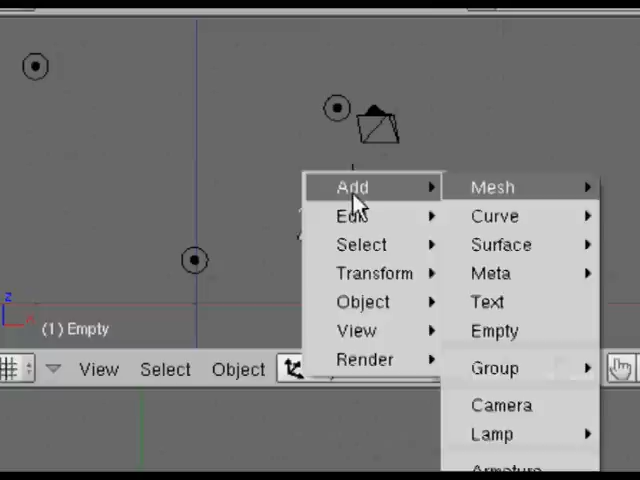 Add
Edit
Select
Transform
Object
View
Render
Mesh
Curve
Surface
Meta
Text
Empty
Group
Camera
Lamp
Armature
z
(1) Empty
View Select Object